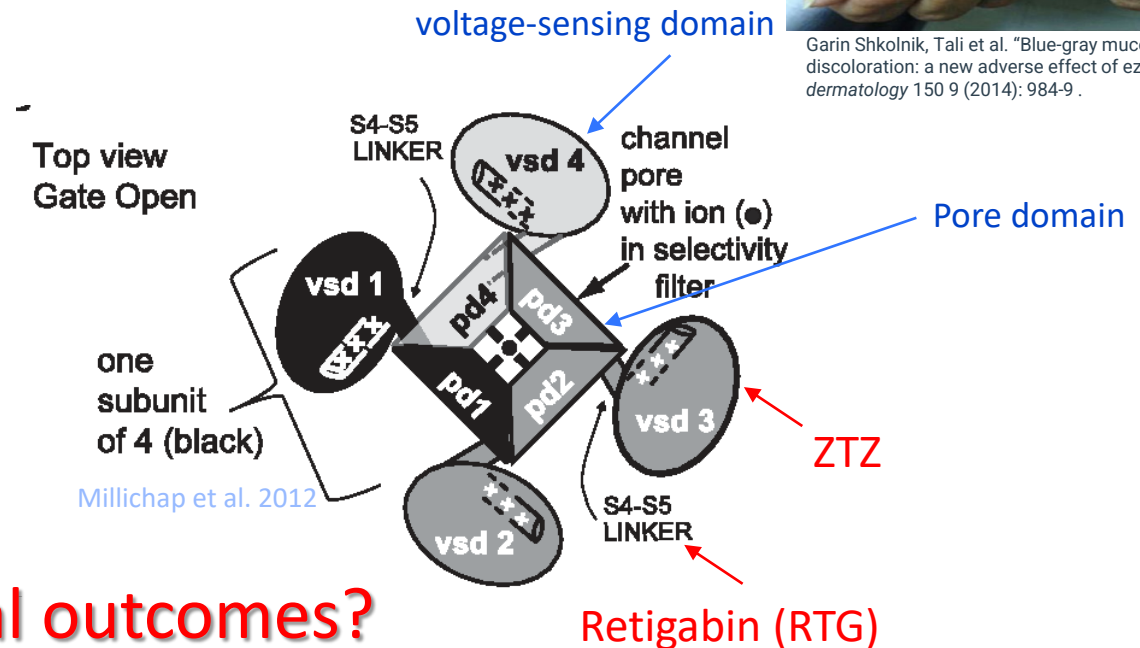 voltage-sensing domain
Garin Shkolnik, Tali et al. “Blue-gray muco
discoloration: a new adverse effect of ez
dermatology 150 9 (2014): 984-9 .
Top view
Gate Open
S4-S5
LINKER
vsd 4
channel
pore
with ion (●)
in selectivity
filter
Pore domain
vsd 1
pd4
pd3
pd1
pd2
one
subunit
of 4 (black)
vsd 3
ZTZ
Millichap et al. 2012
vsd 2
S4-S5
LINKER
al outcomes?
Retigabin (RTG)